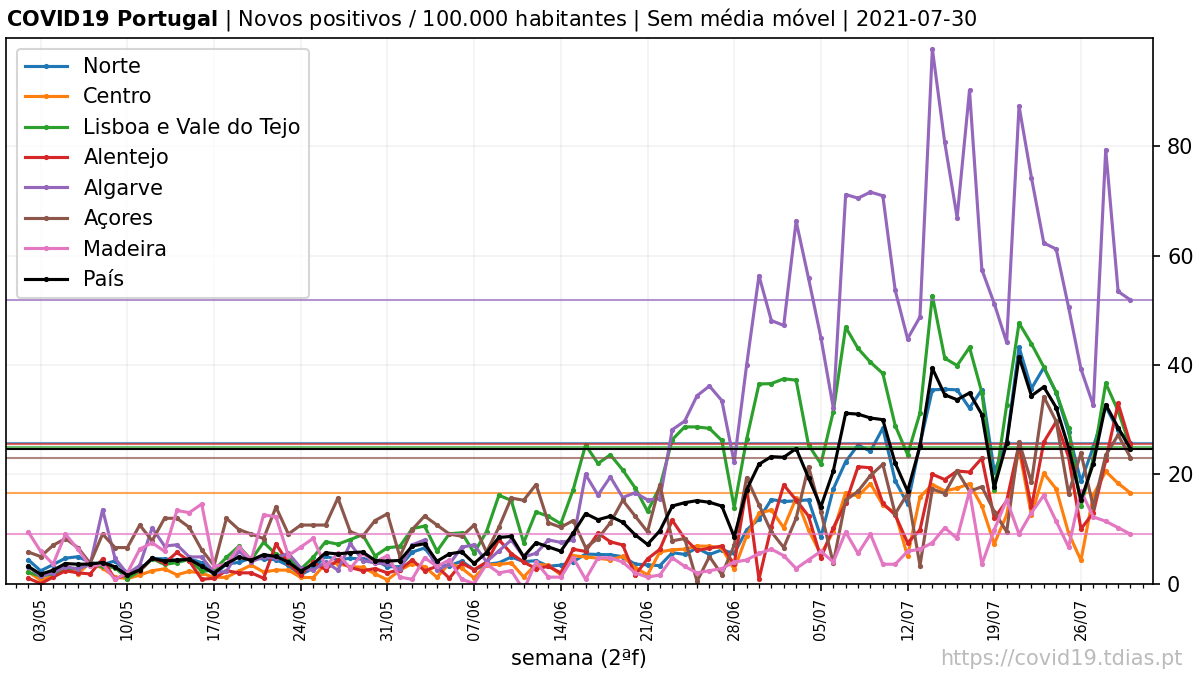 COVID19 Portugal | Novos positivos / 100.000 habitantes | Sem média móvel | 2021-07-30
Norte
Centro
Lisboa e Vale do Tejo
Alentejo
Algarve
Açores
Madeira
País
80
60
40
20
0
03/05 10/05 17/05 24/05 31/05 07/06 14/06 21/06 28/06 05/07 12/07 19/07 26/07
semana (2ªf)
https://covid19.tdias.pt